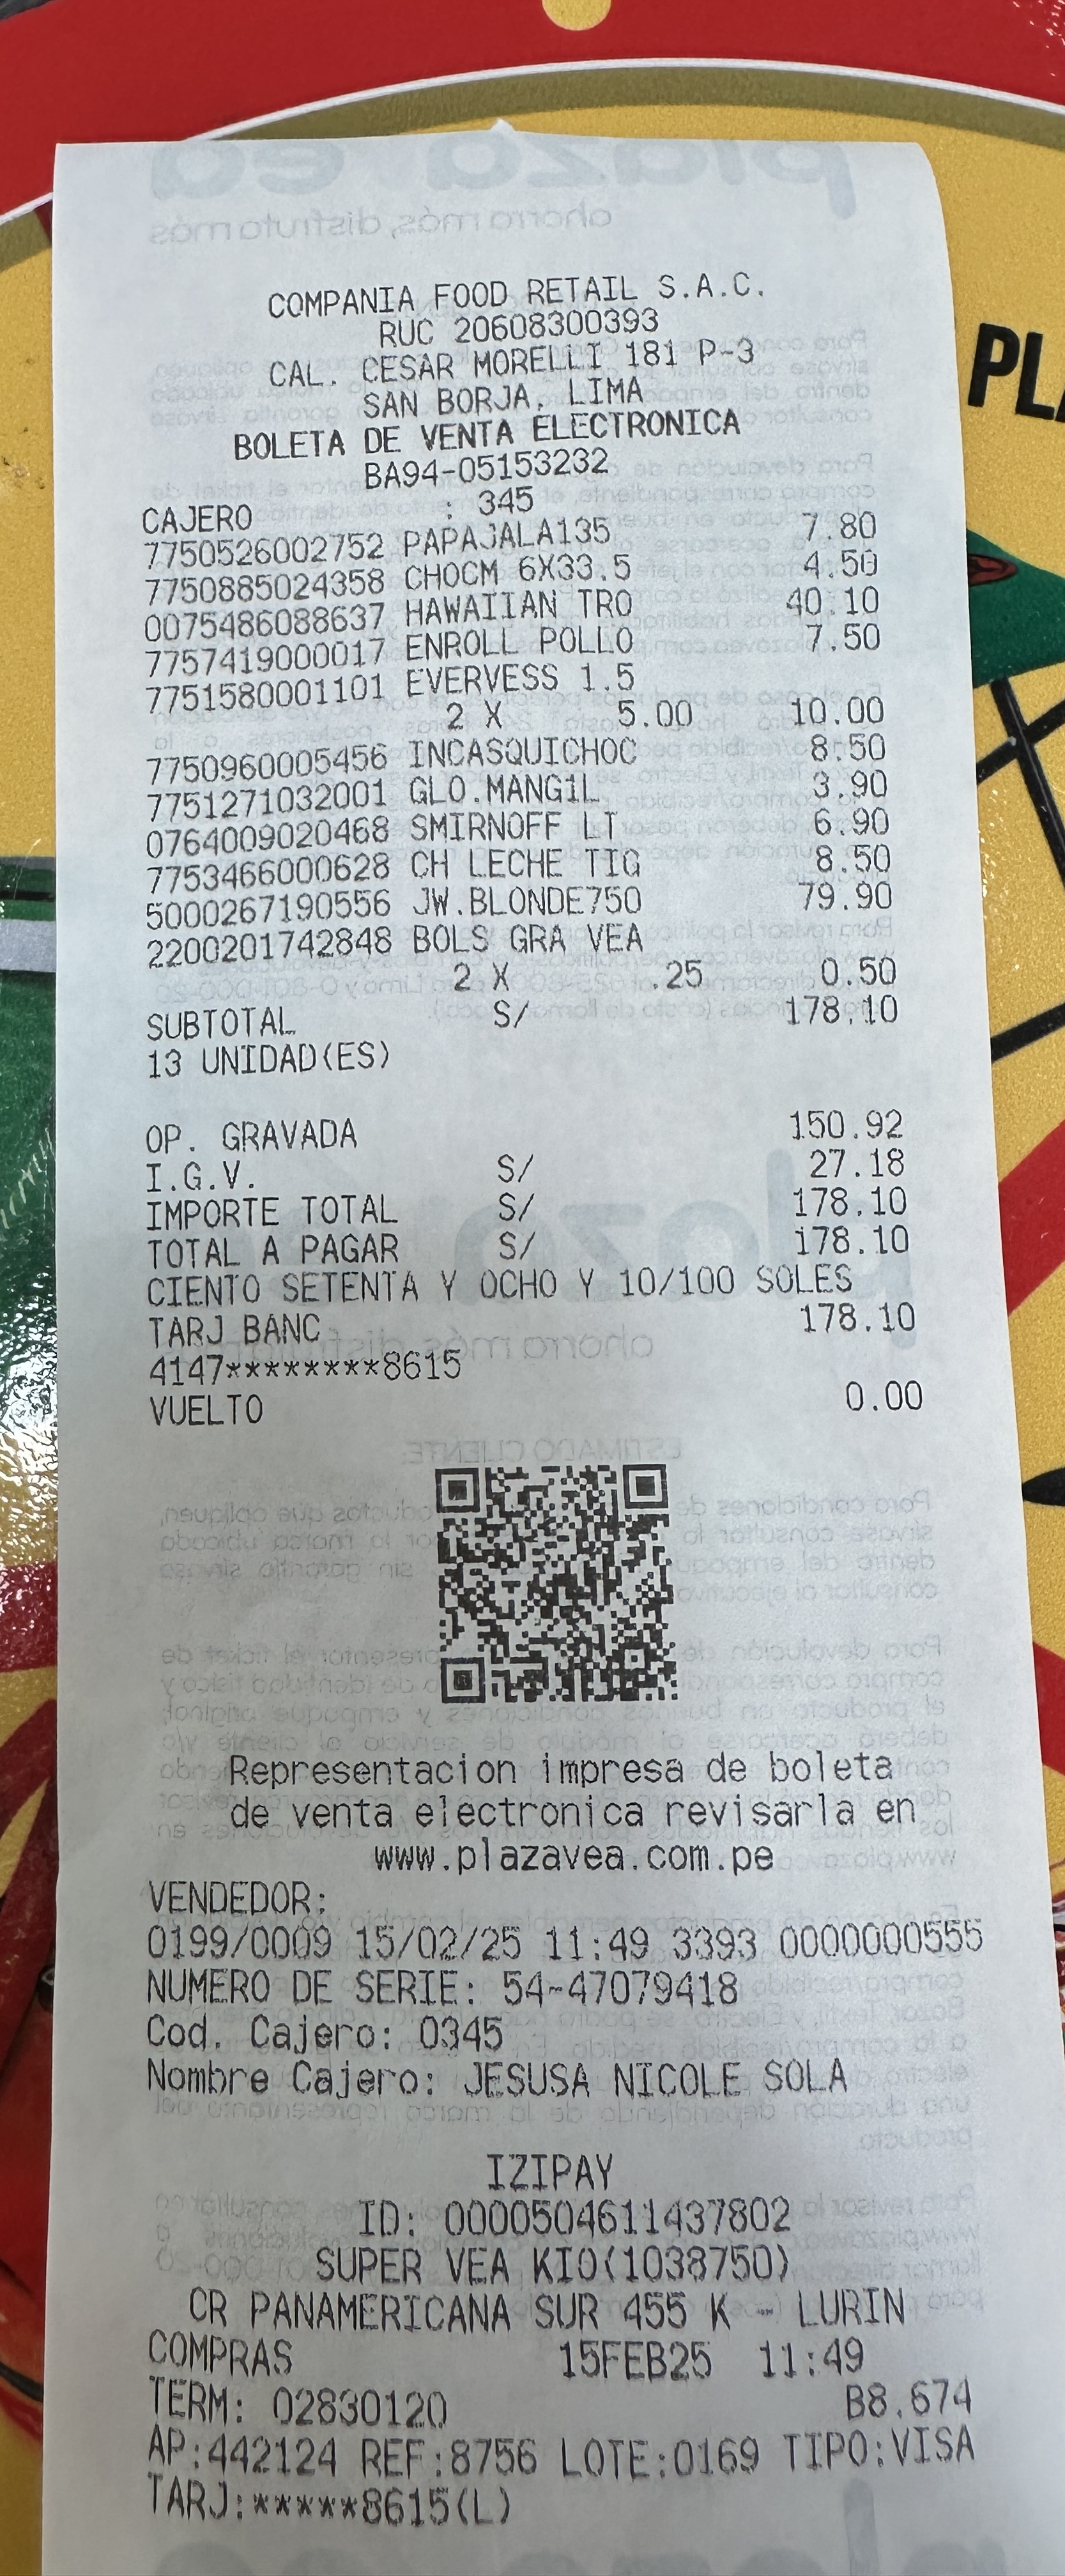 COMPANIA FOOD RETAIL S.A.C.
RUC 20608300393
CAL. CESAR MORELLI 181 P-3
SAN BORJA, LIMA
BOLETA DE VENTA ELECTRONICA
BA94-05153232
CAJERO : 345
7750526002752 PAPAJALA135 7.80
7750885024358 CHOCM 6X33.5 4.50
0075486088637 HAWAIIAN TRO 40.10
7757419000017 ENROLL POLLO 7.50
7751580001101 EVERVESS 1.5
2 X 5.00 10.00
7750960005456 INCASQUICHOC 8.50
7751271032001 GLO.MANG1L 3.90
0764009020468 SMIRNOFF LT 6.90
7753466000628 CH LECHE TIG 8.50
5000267190556 JW.BLONDE750 79.90
2200201742848 BOLS GRA VEA
2 X .25 0.50
SUBTOTAL S/ 178.10
13 UNIDAD(ES)
OP. GRAVADA 150.92
I.G.V. S/ 27.18
IMPORTE TOTAL S/ 178.10
TOTAL A PAGAR S/ 178.10
CIENTO SETENTA Y OCHO Y 10/100 SOLES
TARJ BANC 178.10
4147********8615
VUELTO 0.00
Representacion impresa de boleta
de venta electronica revisarla en
www.plazavea.com.pe
VENDEDOR:
0199/0009 15/02/25 11:49 3393 0000000555
NUMERO DE SERIE: 54-47079418
Cod. Cajero: 0345
Nombre Cajero: JESUSA NICOLE SOLA
IZIPAY
ID: 0000504611437802
SUPER VEA KIO(1038750)
CR PANAMERICANA SUR 455 K - LURIN
COMPRAS 15FEB25 11:49
TERM: 02830120 B8.674
AP:442124 REF:8756 LOTE:0169 TIPO:VISA
TARJ:*****8615(L)